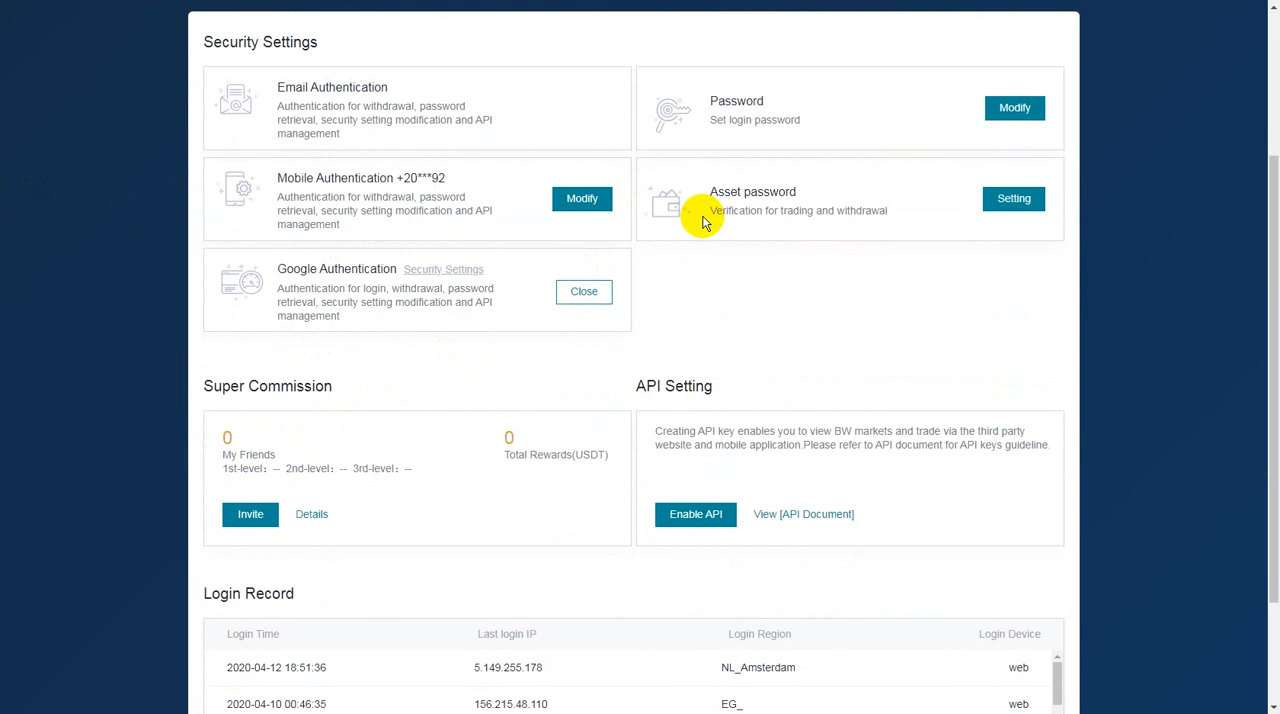 Security Settings
Email Authentication
Authentication for withdrawal, password
retrieval, security setting modification and API
management
Password
Set login password
Modify
Mobile Authentication +20***92
Authentication for withdrawal, password
retrieval, security setting modification and API
management
Modify
Asset password
Verification for trading and withdrawal
Setting
Google Authentication Security Settings
Authentication for login, withdrawal, password
retrieval, security setting modification and API
management
Close
Super Commission
0
My Friends
1st-level: -- 2nd-level: -- 3rd-level: --
0
Total Rewards(USDT)
Invite Details
API Setting
Creating API key enables you to view BW markets and trade via the third party
website and mobile application.Please refer to API document for API keys guideline.
Enable API View [API Document]
Login Record
Login Time Last login IP Login Region Login Device
2020-04-12 18:51:36 5.149.255.178 NL_Amsterdam web
2020-04-10 00:46:35 156.215.48.110 EG_ web